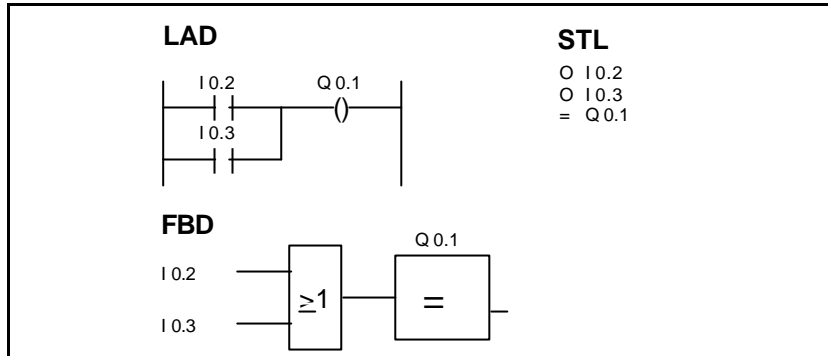 LAD
I 0.2 Q 0.1
( )
I 0.3
STL
O I 0.2
O I 0.3
= Q 0.1
FBD
Q 0.1
I 0.2
≥1 =
I 0.3